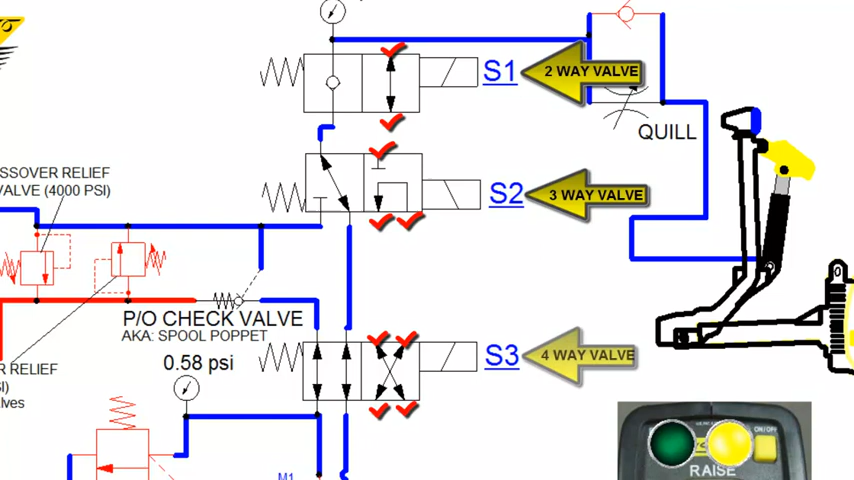 S1
2 WAY VALVE
QUILL
SSOVER RELIEF
VALVE (4000 PSI)
S2
3 WAY VALVE
P/O CHECK VALVE
AKA: SPOOL POPPET
0.58 psi
S3
4 WAY VALVE
R RELIEF
SI)
lves
M1
ON/OFF
RAISE